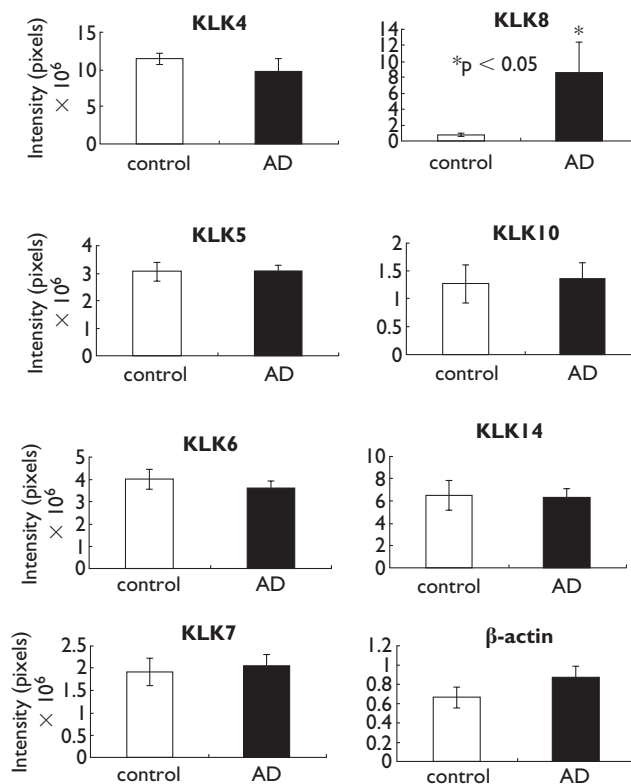 KLK4
Intensity (pixels)
× 10⁶
15
10
5
0
control
AD
KLK8
14
12
10
8
6
4
2
0
*
*p < 0.05
control
AD
KLK5
Intensity (pixels)
× 10⁶
5
4
3
2
1
0
control
AD
KLK10
2
1.5
1
0.5
0
control
AD
KLK6
Intensity (pixels)
× 10⁶
5
4
3
2
1
0
control
AD
KLK14
10
8
6
4
2
0
control
AD
KLK7
Intensity (pixels)
× 10⁶
2.5
2
1.5
1
0.5
0
control
AD
β-actin
1.2
1
0.8
0.6
0.4
0.2
0
control
AD